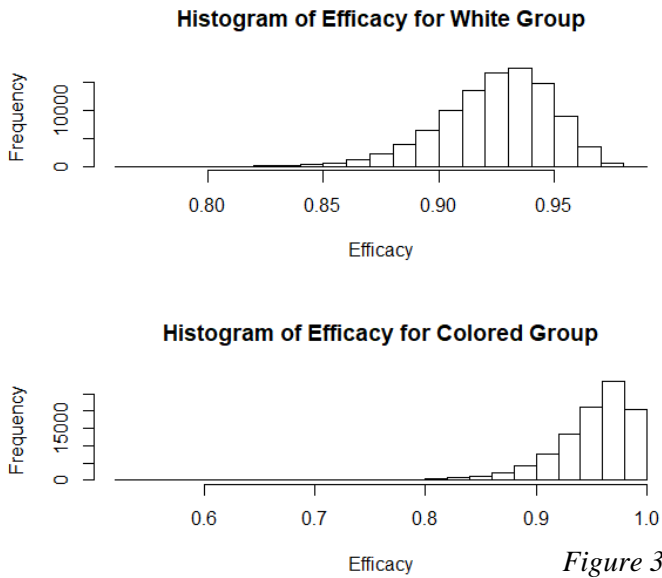 Histogram of Efficacy for White Group
Frequency
10000
0
0.80 0.85 0.90 0.95
Efficacy
Histogram of Efficacy for Colored Group
Frequency
15000
0
0.6 0.7 0.8 0.9 1.0
Efficacy
Figure 3